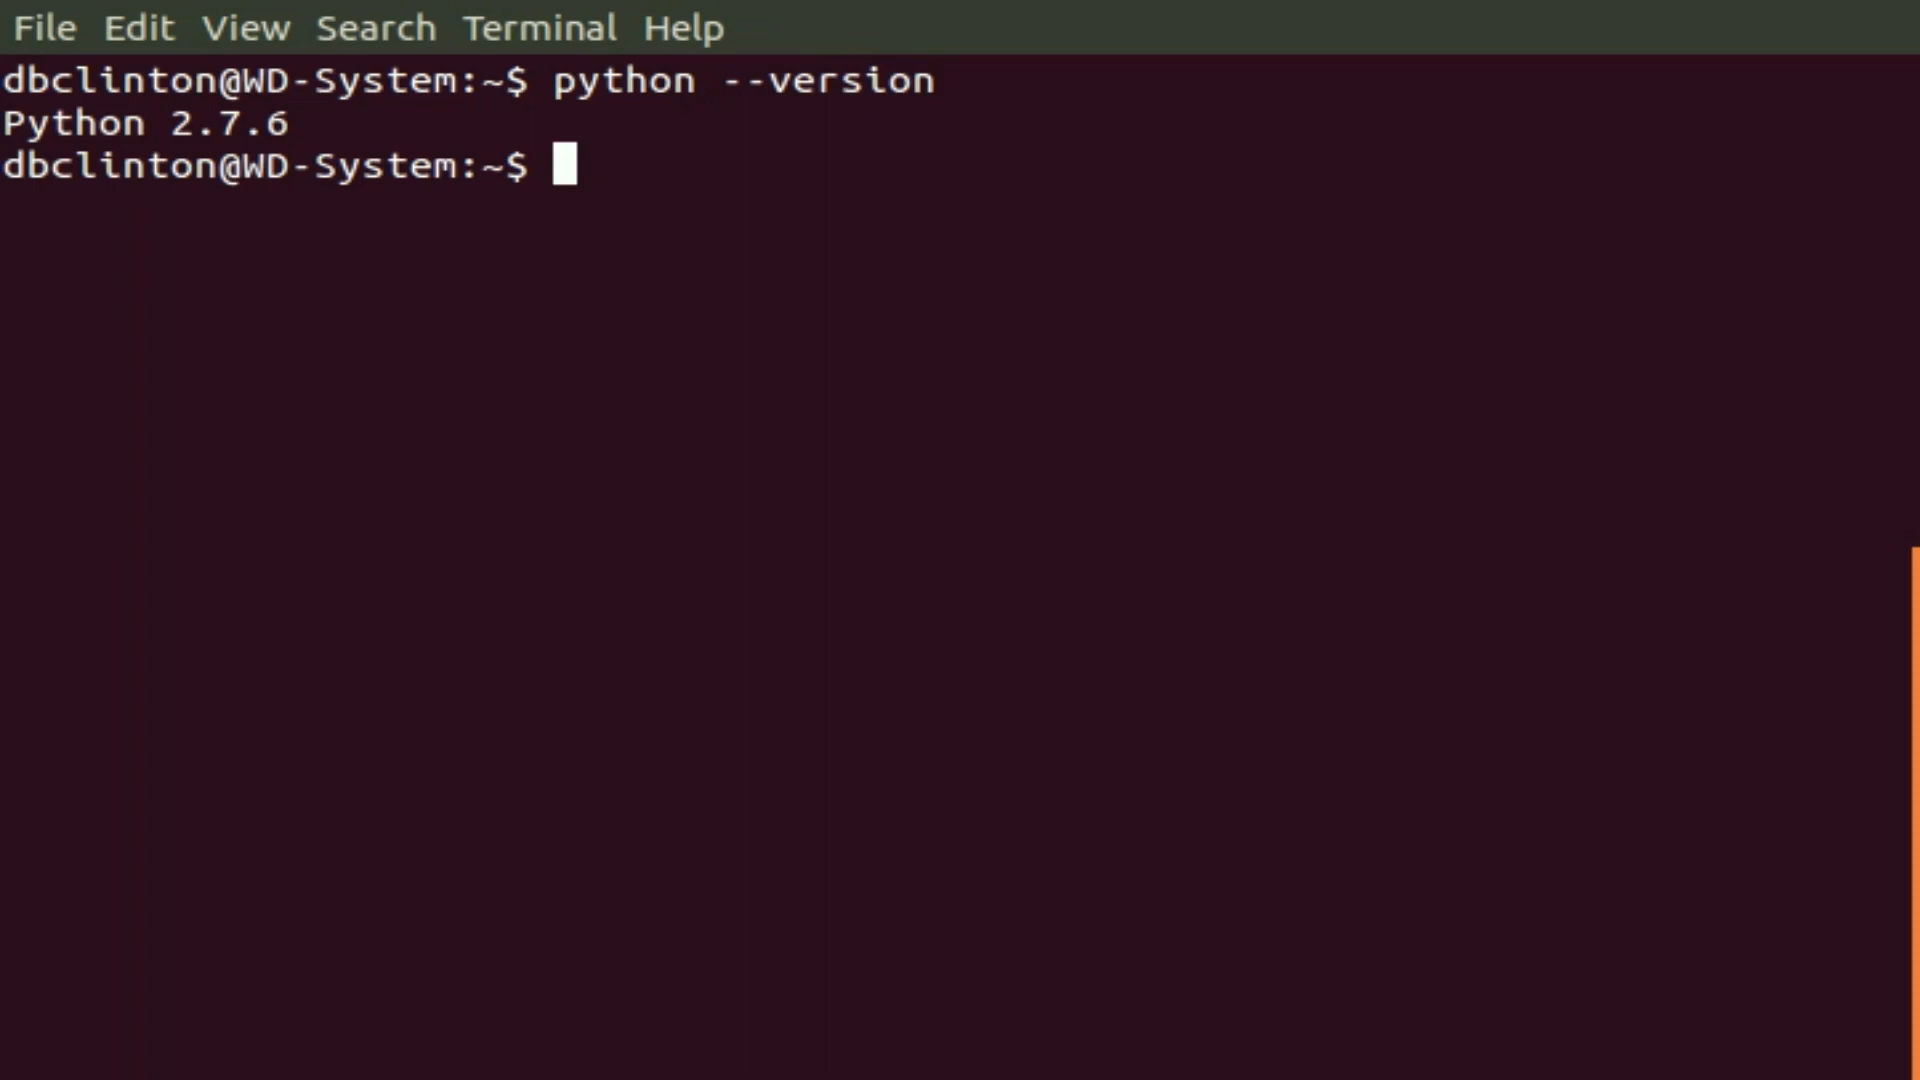 File Edit View Search Terminal Help
dbclinton@WD-System:~$ python --version
Python 2.7.6
dbclinton@WD-System:~$